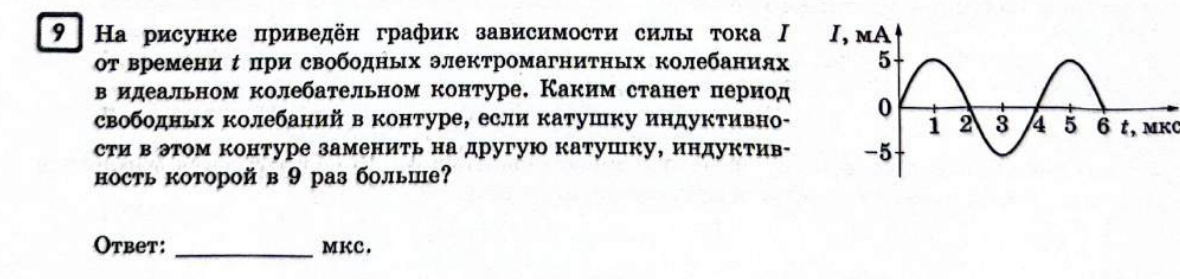 9 На рисунке приведён график зависимости силы тока I
от времени t при свободных электромагнитных колебаниях
в идеальном колебательном контуре. Каким станет период
свободных колебаний в контуре, если катушку индуктивно-
сти в этом контуре заменить на другую катушку, индуктив-
ность которой в 9 раз больше?
Ответ: ____________ мкс.
I, мА
5
0
1 2 3 4 5 6 t, мкс
−5